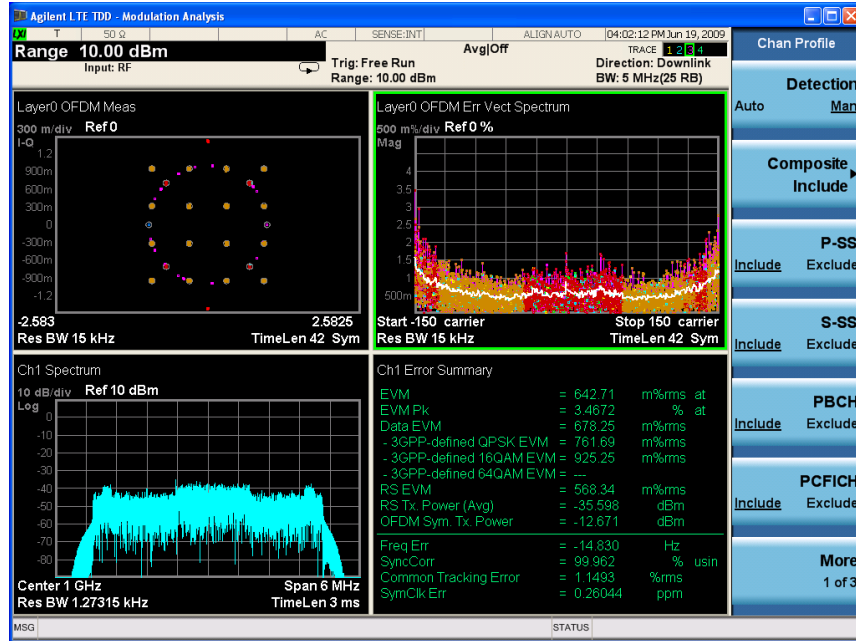 Agilent LTE TDD - Modulation Analysis
LXI T 50 Ω AC SENSE:INT ALIGN AUTO 04:02:12 PM Jun 19, 2009
Range 10.00 dBm
Input: RF
Trig: Free Run
Range: 10.00 dBm
Avg|Off
TRACE 1 2 3 4
Direction: Downlink
BW: 5 MHz(25 RB)
Layer0 OFDM Meas
300 m/div Ref 0
I-Q
1.2
900m
600m
300m
0
-300m
-600m
-900m
-1.2
-2.583 2.5825
Res BW 15 kHz TimeLen 42 Sym
Layer0 OFDM Err Vect Spectrum
500 m%/div Ref 0 %
Mag
4
3.5
3
2.5
2
1.5
1
500m
Start -150 carrier Stop 150 carrier
Res BW 15 kHz TimeLen 42 Sym
Ch1 Spectrum
10 dB/div Ref 10 dBm
Log
0
-10
-20
-30
-40
-50
-60
-70
-80
Center 1 GHz Span 6 MHz
Res BW 1.27315 kHz TimeLen 3 ms
Ch1 Error Summary
EVM = 642.71 m%rms at
EVM Pk = 3.4672 % at
Data EVM = 678.25 m%rms
- 3GPP-defined QPSK EVM = 761.69 m%rms
- 3GPP-defined 16QAM EVM = 925.25 m%rms
- 3GPP-defined 64QAM EVM = ---
RS EVM = 568.34 m%rms
RS Tx. Power (Avg) = -35.598 dBm
OFDM Sym. Tx. Power = -12.671 dBm
Freq Err = -14.830 Hz
SyncCorr = 99.962 % usin
Common Tracking Error = 1.1493 %rms
SymClk Err = 0.26044 ppm
Chan Profile
Detection
Auto Man
Composite
Include
P-SS
Include Exclude
S-SS
Include Exclude
PBCH
Include Exclude
PCFICH
Include Exclude
More
1 of 3
MSG STATUS